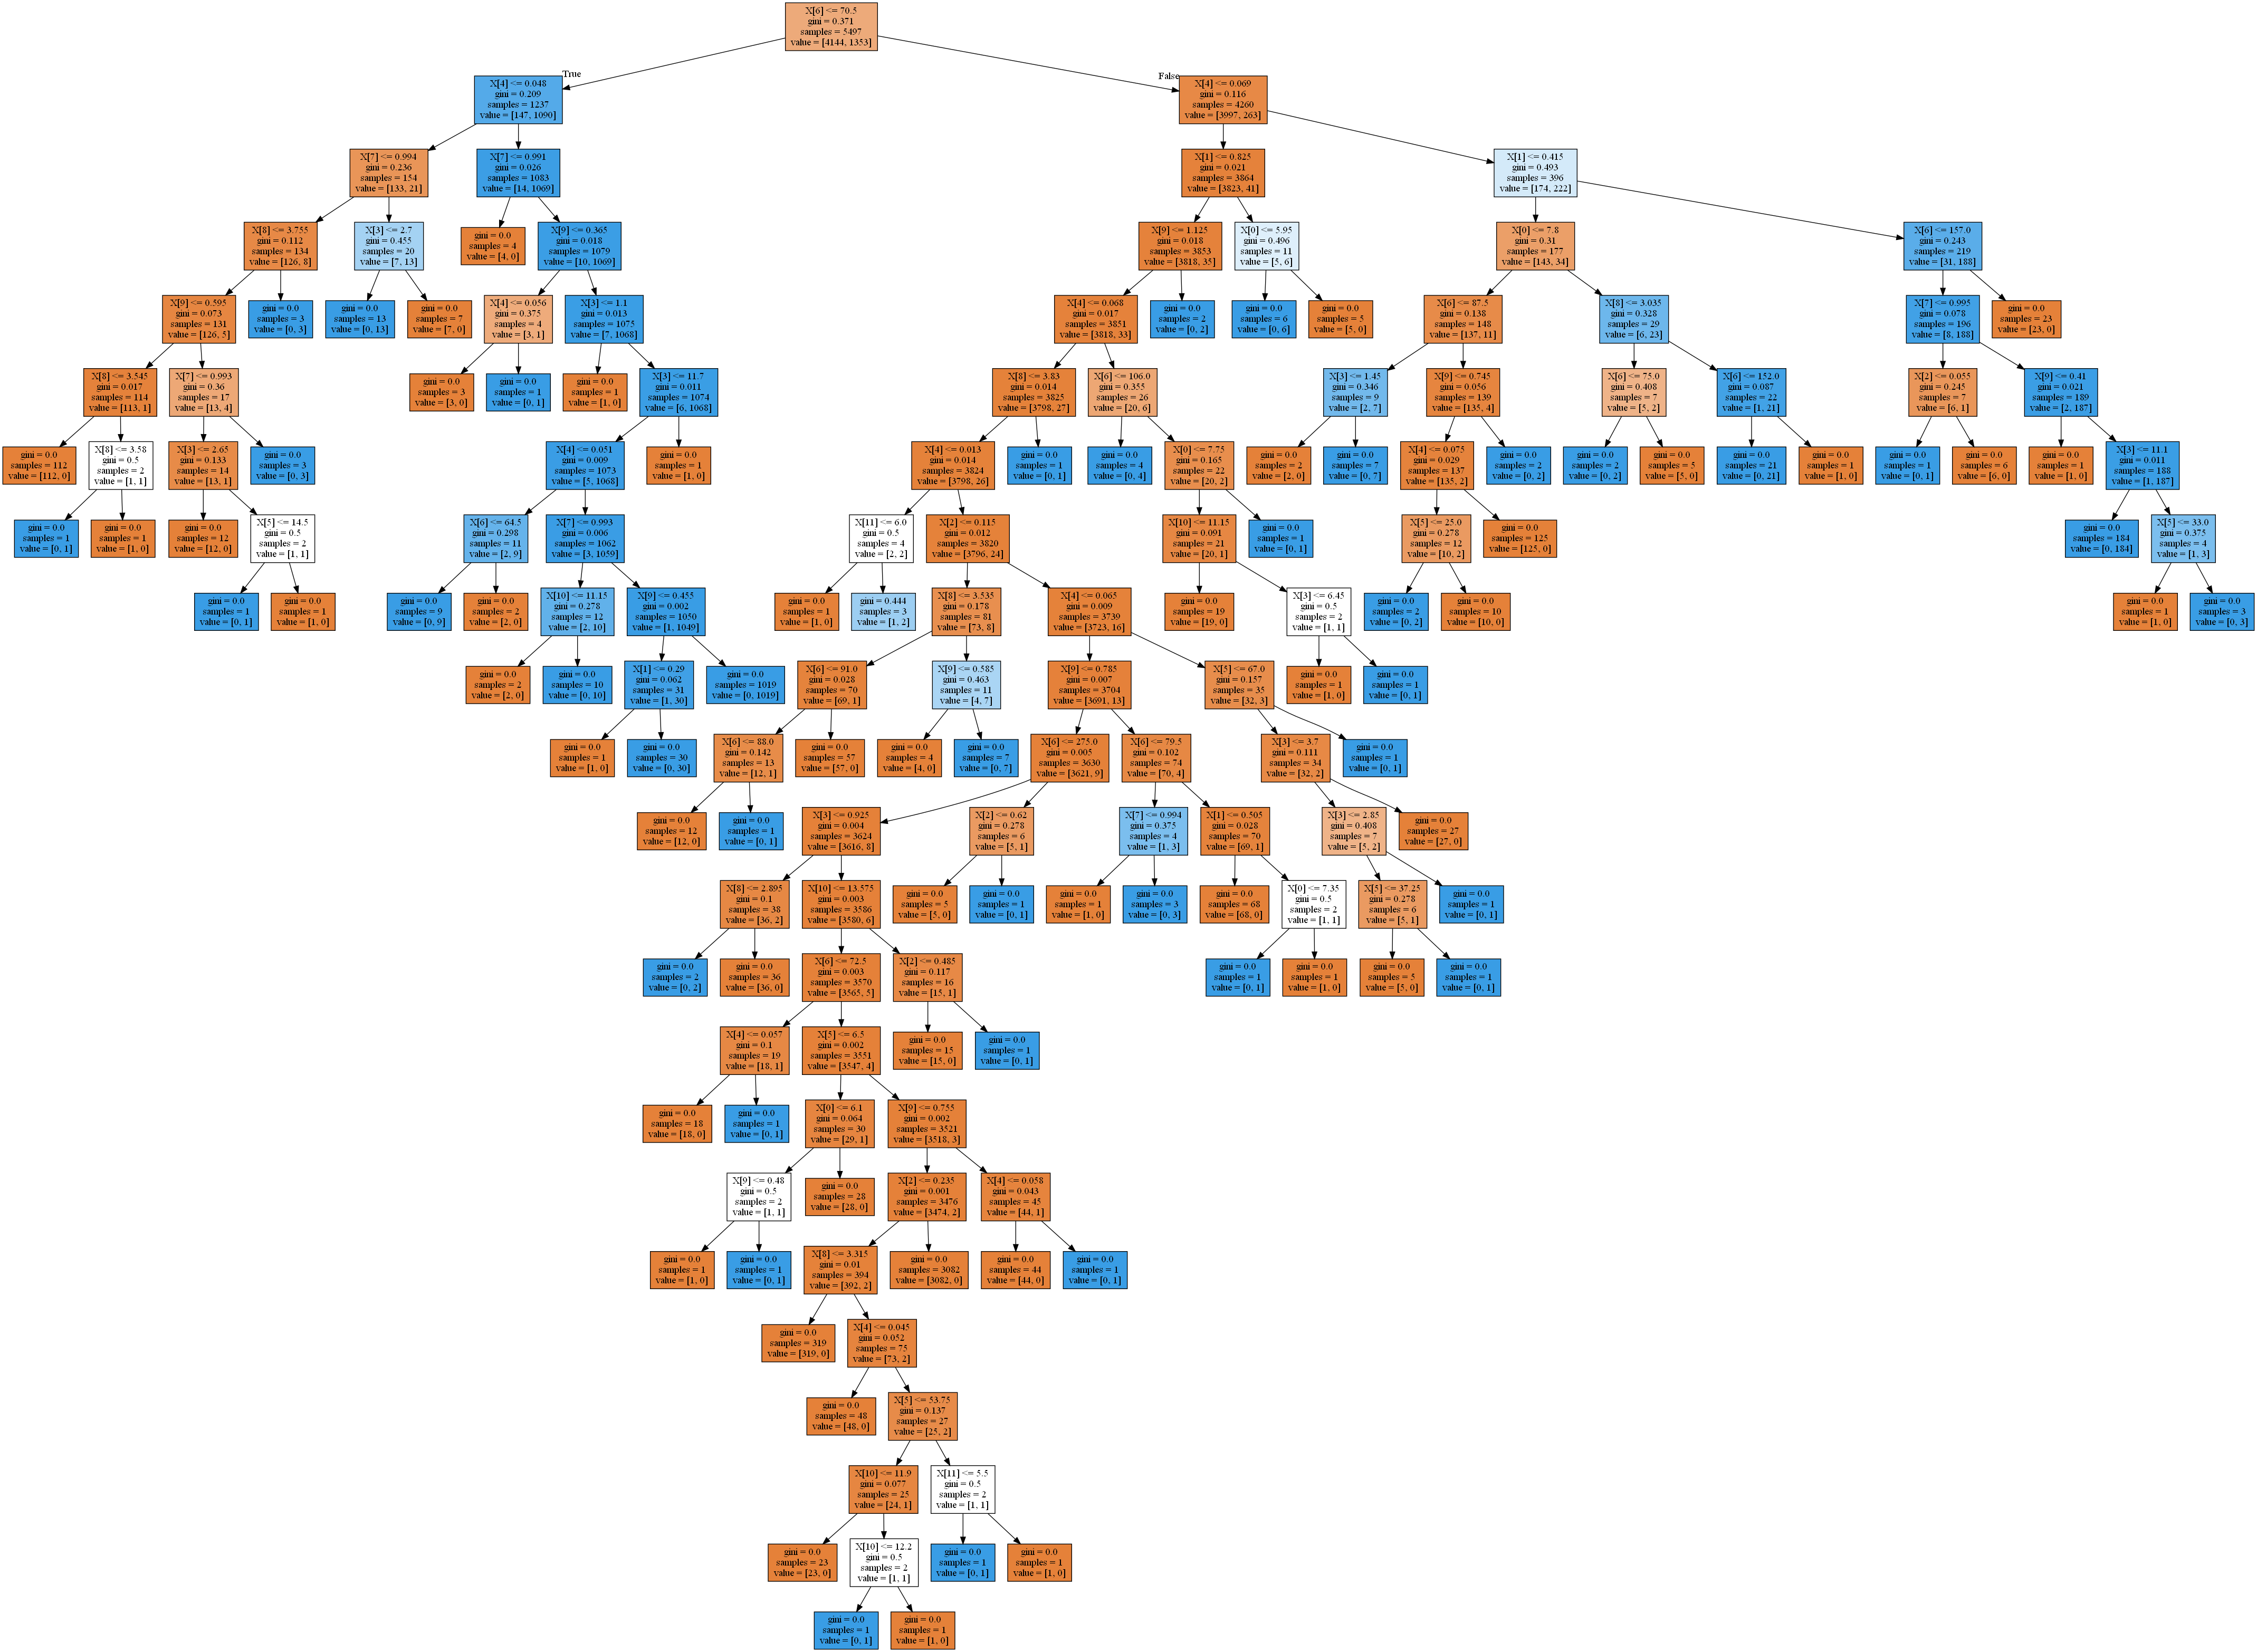 X[6] <= 70.5
gini = 0.371
samples = 5497
value = [4144, 1353]
True
False
X[4] <= 0.048
gini = 0.209
samples = 1237
value = [147, 1090]
X[4] <= 0.069
gini = 0.116
samples = 4260
value = [3997, 263]
X[7] <= 0.994
gini = 0.236
samples = 154
value = [133, 21]
X[7] <= 0.991
gini = 0.026
samples = 1083
value = [14, 1069]
X[1] <= 0.825
gini = 0.021
samples = 3864
value = [3823, 41]
X[1] <= 0.415
gini = 0.493
samples = 396
value = [174, 222]
X[8] <= 3.755
gini = 0.112
samples = 134
value = [126, 8]
X[3] <= 2.7
gini = 0.455
samples = 20
value = [7, 13]
gini = 0.0
samples = 4
value = [4, 0]
X[9] <= 0.365
gini = 0.018
samples = 1079
value = [10, 1069]
X[9] <= 1.125
gini = 0.018
samples = 3853
value = [3818, 35]
X[0] <= 5.95
gini = 0.496
samples = 11
value = [5, 6]
X[0] <= 7.8
gini = 0.31
samples = 177
value = [143, 34]
X[6] <= 157.0
gini = 0.243
samples = 219
value = [31, 188]
X[9] <= 0.595
gini = 0.073
samples = 131
value = [126, 5]
gini = 0.0
samples = 3
value = [0, 3]
gini = 0.0
samples = 13
value = [0, 13]
gini = 0.0
samples = 7
value = [7, 0]
X[4] <= 0.056
gini = 0.375
samples = 4
value = [3, 1]
X[3] <= 1.1
gini = 0.013
samples = 1075
value = [7, 1068]
X[4] <= 0.068
gini = 0.017
samples = 3851
value = [3818, 33]
gini = 0.0
samples = 2
value = [0, 2]
gini = 0.0
samples = 6
value = [0, 6]
gini = 0.0
samples = 5
value = [5, 0]
X[6] <= 87.5
gini = 0.138
samples = 148
value = [137, 11]
X[8] <= 3.035
gini = 0.328
samples = 29
value = [6, 23]
X[7] <= 0.995
gini = 0.078
samples = 196
value = [8, 188]
gini = 0.0
samples = 23
value = [23, 0]
X[8] <= 3.545
gini = 0.017
samples = 114
value = [113, 1]
X[7] <= 0.993
gini = 0.36
samples = 17
value = [13, 4]
gini = 0.0
samples = 3
value = [3, 0]
gini = 0.0
samples = 1
value = [0, 1]
gini = 0.0
samples = 1
value = [1, 0]
X[3] <= 11.7
gini = 0.011
samples = 1074
value = [6, 1068]
X[8] <= 3.83
gini = 0.014
samples = 3825
value = [3798, 27]
X[6] <= 106.0
gini = 0.355
samples = 26
value = [20, 6]
X[3] <= 1.45
gini = 0.346
samples = 9
value = [2, 7]
X[9] <= 0.745
gini = 0.056
samples = 139
value = [135, 4]
X[6] <= 75.0
gini = 0.408
samples = 7
value = [5, 2]
X[6] <= 152.0
gini = 0.087
samples = 22
value = [1, 21]
X[2] <= 0.055
gini = 0.245
samples = 7
value = [6, 1]
X[9] <= 0.41
gini = 0.021
samples = 189
value = [2, 187]
gini = 0.0
samples = 112
value = [112, 0]
X[8] <= 3.58
gini = 0.5
samples = 2
value = [1, 1]
X[3] <= 2.65
gini = 0.133
samples = 14
value = [13, 1]
gini = 0.0
samples = 3
value = [0, 3]
X[4] <= 0.051
gini = 0.009
samples = 1073
value = [5, 1068]
gini = 0.0
samples = 1
value = [1, 0]
X[4] <= 0.013
gini = 0.014
samples = 3824
value = [3798, 26]
gini = 0.0
samples = 1
value = [0, 1]
gini = 0.0
samples = 4
value = [0, 4]
X[0] <= 7.75
gini = 0.165
samples = 22
value = [20, 2]
gini = 0.0
samples = 2
value = [2, 0]
gini = 0.0
samples = 7
value = [0, 7]
X[4] <= 0.075
gini = 0.029
samples = 137
value = [135, 2]
gini = 0.0
samples = 2
value = [0, 2]
gini = 0.0
samples = 2
value = [0, 2]
gini = 0.0
samples = 5
value = [5, 0]
gini = 0.0
samples = 21
value = [0, 21]
gini = 0.0
samples = 1
value = [1, 0]
gini = 0.0
samples = 1
value = [0, 1]
gini = 0.0
samples = 6
value = [6, 0]
gini = 0.0
samples = 1
value = [1, 0]
X[3] <= 11.1
gini = 0.011
samples = 188
value = [1, 187]
gini = 0.0
samples = 1
value = [0, 1]
gini = 0.0
samples = 1
value = [1, 0]
gini = 0.0
samples = 12
value = [12, 0]
X[5] <= 14.5
gini = 0.5
samples = 2
value = [1, 1]
X[6] <= 64.5
gini = 0.298
samples = 11
value = [2, 9]
X[7] <= 0.993
gini = 0.006
samples = 1062
value = [3, 1059]
X[11] <= 6.0
gini = 0.5
samples = 4
value = [2, 2]
X[2] <= 0.115
gini = 0.012
samples = 3820
value = [3796, 24]
X[10] <= 11.15
gini = 0.091
samples = 21
value = [20, 1]
gini = 0.0
samples = 1
value = [0, 1]
X[5] <= 25.0
gini = 0.278
samples = 12
value = [10, 2]
gini = 0.0
samples = 125
value = [125, 0]
gini = 0.0
samples = 184
value = [0, 184]
X[5] <= 33.0
gini = 0.375
samples = 4
value = [1, 3]
gini = 0.0
samples = 1
value = [0, 1]
gini = 0.0
samples = 1
value = [1, 0]
gini = 0.0
samples = 9
value = [0, 9]
gini = 0.0
samples = 2
value = [2, 0]
X[10] <= 11.15
gini = 0.278
samples = 12
value = [2, 10]
X[9] <= 0.455
gini = 0.002
samples = 1050
value = [1, 1049]
gini = 0.0
samples = 1
value = [1, 0]
gini = 0.444
samples = 3
value = [1, 2]
X[8] <= 3.535
gini = 0.178
samples = 81
value = [73, 8]
X[4] <= 0.065
gini = 0.009
samples = 3739
value = [3723, 16]
gini = 0.0
samples = 19
value = [19, 0]
X[3] <= 6.45
gini = 0.5
samples = 2
value = [1, 1]
gini = 0.0
samples = 2
value = [0, 2]
gini = 0.0
samples = 10
value = [10, 0]
gini = 0.0
samples = 1
value = [1, 0]
gini = 0.0
samples = 3
value = [0, 3]
gini = 0.0
samples = 2
value = [2, 0]
gini = 0.0
samples = 10
value = [0, 10]
X[1] <= 0.29
gini = 0.062
samples = 31
value = [1, 30]
gini = 0.0
samples = 1019
value = [0, 1019]
X[6] <= 91.0
gini = 0.028
samples = 70
value = [69, 1]
X[9] <= 0.585
gini = 0.463
samples = 11
value = [4, 7]
X[9] <= 0.785
gini = 0.007
samples = 3704
value = [3691, 13]
X[5] <= 67.0
gini = 0.157
samples = 35
value = [32, 3]
gini = 0.0
samples = 1
value = [1, 0]
gini = 0.0
samples = 1
value = [0, 1]
gini = 0.0
samples = 1
value = [1, 0]
gini = 0.0
samples = 30
value = [0, 30]
X[6] <= 88.0
gini = 0.142
samples = 13
value = [12, 1]
gini = 0.0
samples = 57
value = [57, 0]
gini = 0.0
samples = 4
value = [4, 0]
gini = 0.0
samples = 7
value = [0, 7]
X[6] <= 275.0
gini = 0.005
samples = 3630
value = [3621, 9]
X[6] <= 79.5
gini = 0.102
samples = 74
value = [70, 4]
X[3] <= 3.7
gini = 0.111
samples = 34
value = [32, 2]
gini = 0.0
samples = 1
value = [0, 1]
gini = 0.0
samples = 12
value = [12, 0]
gini = 0.0
samples = 1
value = [0, 1]
X[3] <= 0.925
gini = 0.004
samples = 3624
value = [3616, 8]
X[2] <= 0.62
gini = 0.278
samples = 6
value = [5, 1]
X[7] <= 0.994
gini = 0.375
samples = 4
value = [1, 3]
X[1] <= 0.505
gini = 0.028
samples = 70
value = [69, 1]
X[3] <= 2.85
gini = 0.408
samples = 7
value = [5, 2]
gini = 0.0
samples = 27
value = [27, 0]
X[8] <= 2.895
gini = 0.1
samples = 38
value = [36, 2]
X[10] <= 13.575
gini = 0.003
samples = 3586
value = [3580, 6]
gini = 0.0
samples = 5
value = [5, 0]
gini = 0.0
samples = 1
value = [0, 1]
gini = 0.0
samples = 1
value = [1, 0]
gini = 0.0
samples = 3
value = [0, 3]
gini = 0.0
samples = 68
value = [68, 0]
X[0] <= 7.35
gini = 0.5
samples = 2
value = [1, 1]
X[5] <= 37.25
gini = 0.278
samples = 6
value = [5, 1]
gini = 0.0
samples = 1
value = [0, 1]
gini = 0.0
samples = 2
value = [0, 2]
gini = 0.0
samples = 36
value = [36, 0]
X[6] <= 72.5
gini = 0.003
samples = 3570
value = [3565, 5]
X[2] <= 0.485
gini = 0.117
samples = 16
value = [15, 1]
gini = 0.0
samples = 1
value = [0, 1]
gini = 0.0
samples = 1
value = [1, 0]
gini = 0.0
samples = 5
value = [5, 0]
gini = 0.0
samples = 1
value = [0, 1]
X[4] <= 0.057
gini = 0.1
samples = 19
value = [18, 1]
X[5] <= 6.5
gini = 0.002
samples = 3551
value = [3547, 4]
gini = 0.0
samples = 15
value = [15, 0]
gini = 0.0
samples = 1
value = [0, 1]
gini = 0.0
samples = 18
value = [18, 0]
gini = 0.0
samples = 1
value = [0, 1]
X[0] <= 6.1
gini = 0.064
samples = 30
value = [29, 1]
X[9] <= 0.755
gini = 0.002
samples = 3521
value = [3518, 3]
X[9] <= 0.48
gini = 0.5
samples = 2
value = [1, 1]
gini = 0.0
samples = 28
value = [28, 0]
X[2] <= 0.235
gini = 0.001
samples = 3476
value = [3474, 2]
X[4] <= 0.058
gini = 0.043
samples = 45
value = [44, 1]
gini = 0.0
samples = 1
value = [1, 0]
gini = 0.0
samples = 1
value = [0, 1]
X[8] <= 3.315
gini = 0.01
samples = 394
value = [392, 2]
gini = 0.0
samples = 3082
value = [3082, 0]
gini = 0.0
samples = 44
value = [44, 0]
gini = 0.0
samples = 1
value = [0, 1]
gini = 0.0
samples = 319
value = [319, 0]
X[4] <= 0.045
gini = 0.052
samples = 75
value = [73, 2]
gini = 0.0
samples = 48
value = [48, 0]
X[5] <= 53.75
gini = 0.137
samples = 27
value = [25, 2]
X[10] <= 11.9
gini = 0.077
samples = 25
value = [24, 1]
X[11] <= 5.5
gini = 0.5
samples = 2
value = [1, 1]
gini = 0.0
samples = 23
value = [23, 0]
X[10] <= 12.2
gini = 0.5
samples = 2
value = [1, 1]
gini = 0.0
samples = 1
value = [0, 1]
gini = 0.0
samples = 1
value = [1, 0]
gini = 0.0
samples = 1
value = [0, 1]
gini = 0.0
samples = 1
value = [1, 0]